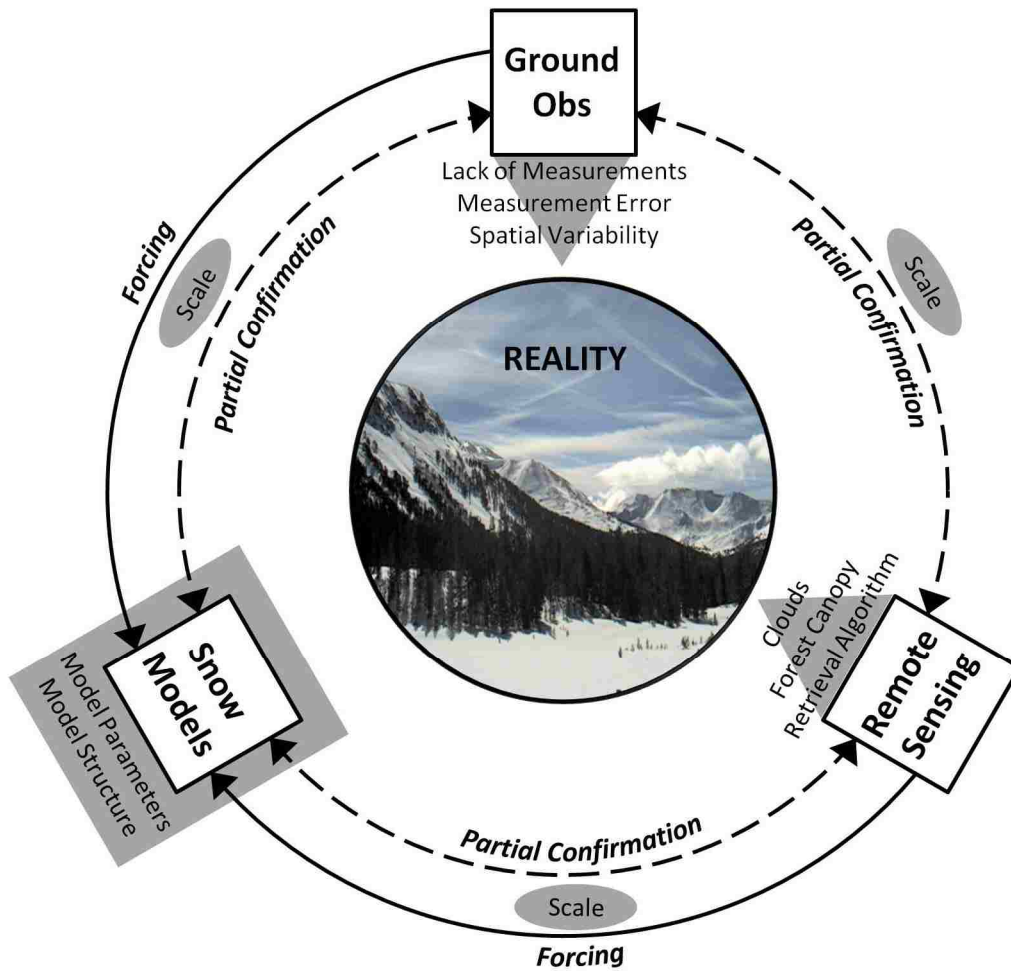 Ground
Obs
Lack of Measurements
Measurement Error
Spatial Variability
Forcing
Scale
Partial Confirmation
Partial Confirmation
Scale
REALITY
Snow
Models
Model Parameters
Model Structure
Clouds
Forest Canopy
Retrieval Algorithm
Remote
Sensing
Partial Confirmation
Scale
Forcing